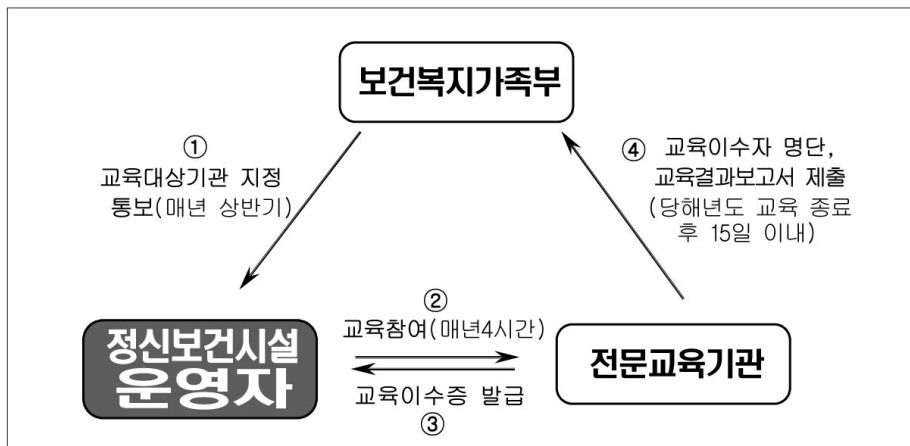 보건복지가족부
①
교육대상기관 지정
통보(매년 상반기)
④ 교육이수자 명단,
교육결과보고서 제출
(당해년도 교육 종료
후 15일 이내)
정신보건시설
운영자
②
교육참여(매년4시간)
교육이수증 발급
③
전문교육기관